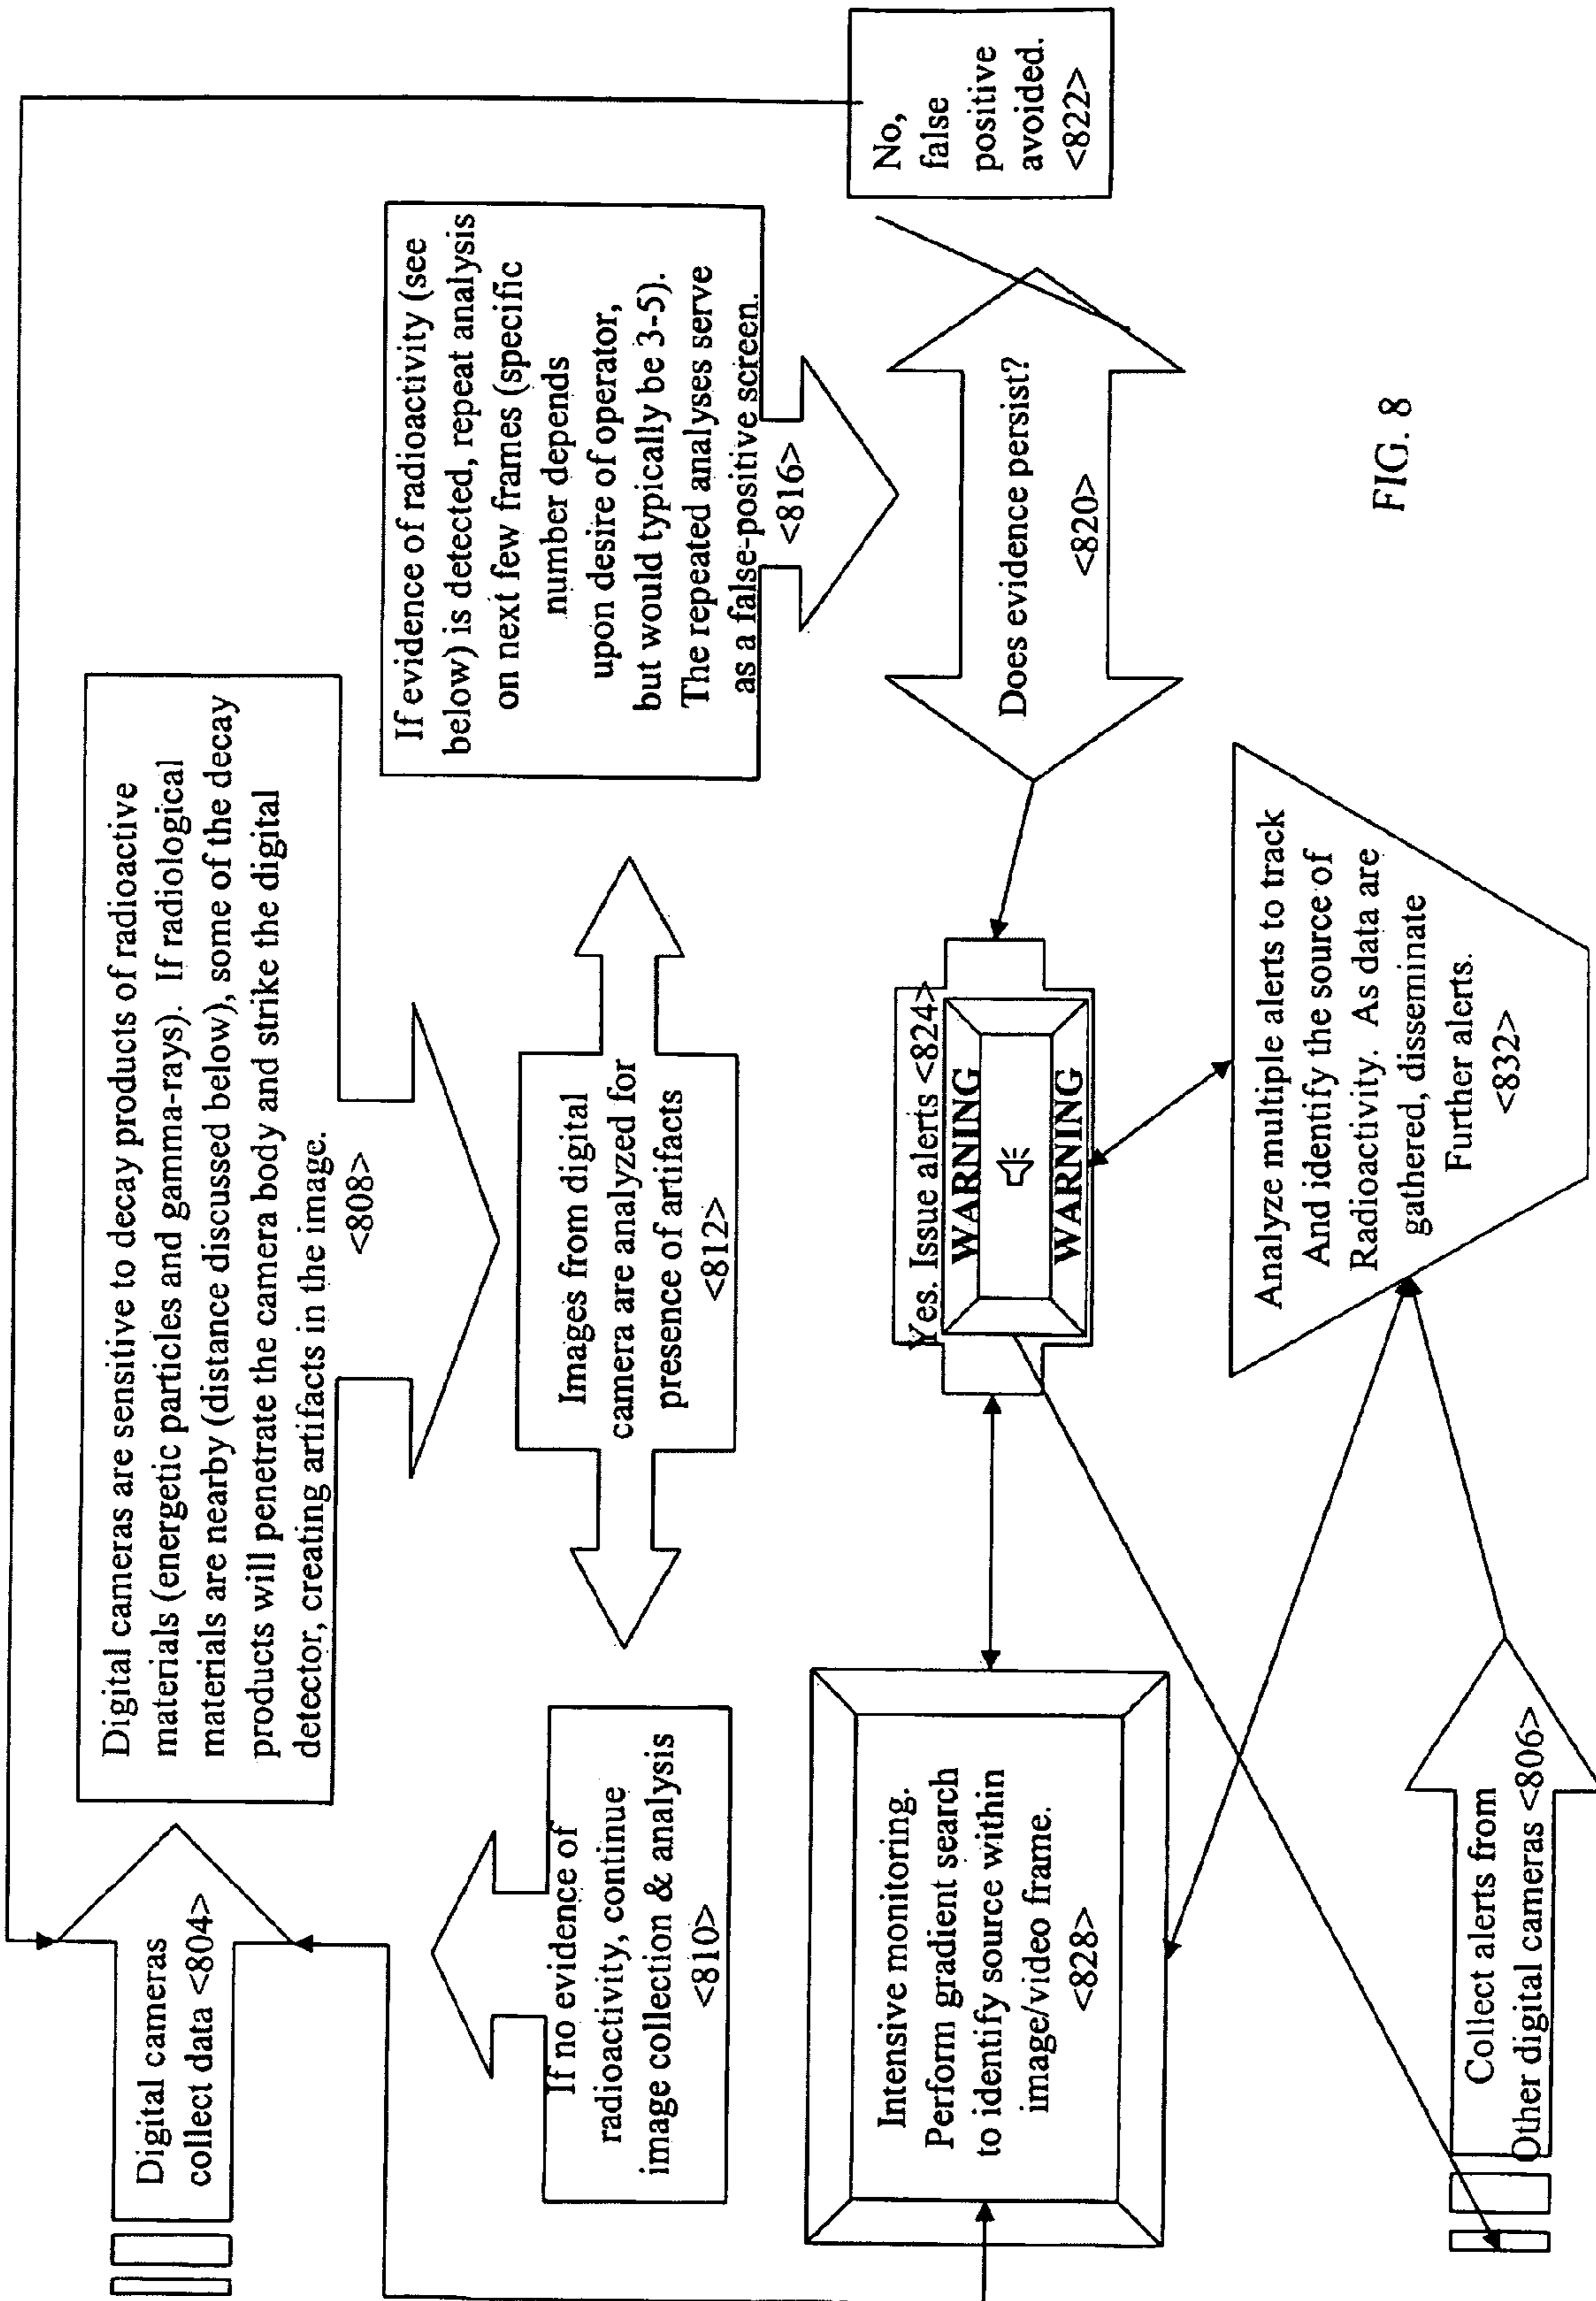 Digital cameras
collect data <804>
Digital cameras are sensitive to decay products of radioactive
materials (energetic particles and gamma-rays).  If radiological
materials are nearby (distance discussed below), some of the decay
products will penetrate the camera body and strike the digital
detector, creating artifacts in the image.
<808>
If no evidence of
radioactivity, continue
image collection & analysis
<810>
Images from digital
camera are analyzed for
presence of artifacts
<812>
If evidence of radioactivity (see
below) is detected, repeat analysis
on next few frames (specific
number depends
upon desire of operator,
but would typically be 3-5).
The repeated analyses serve
as a false-positive screen.
<816>
Does evidence persist?
<820>
No,
false
positive
avoided.
<822>
Yes. Issue alerts <824>
WARNING
WARNING
Intensive monitoring.
Perform gradient search
to identify source within
image/video frame.
<828>
Analyze multiple alerts to track
And identify the source of
Radioactivity.  As data are
gathered, disseminate
Further alerts.
<832>
Collect alerts from
Other digital cameras <806>
FIG. 8